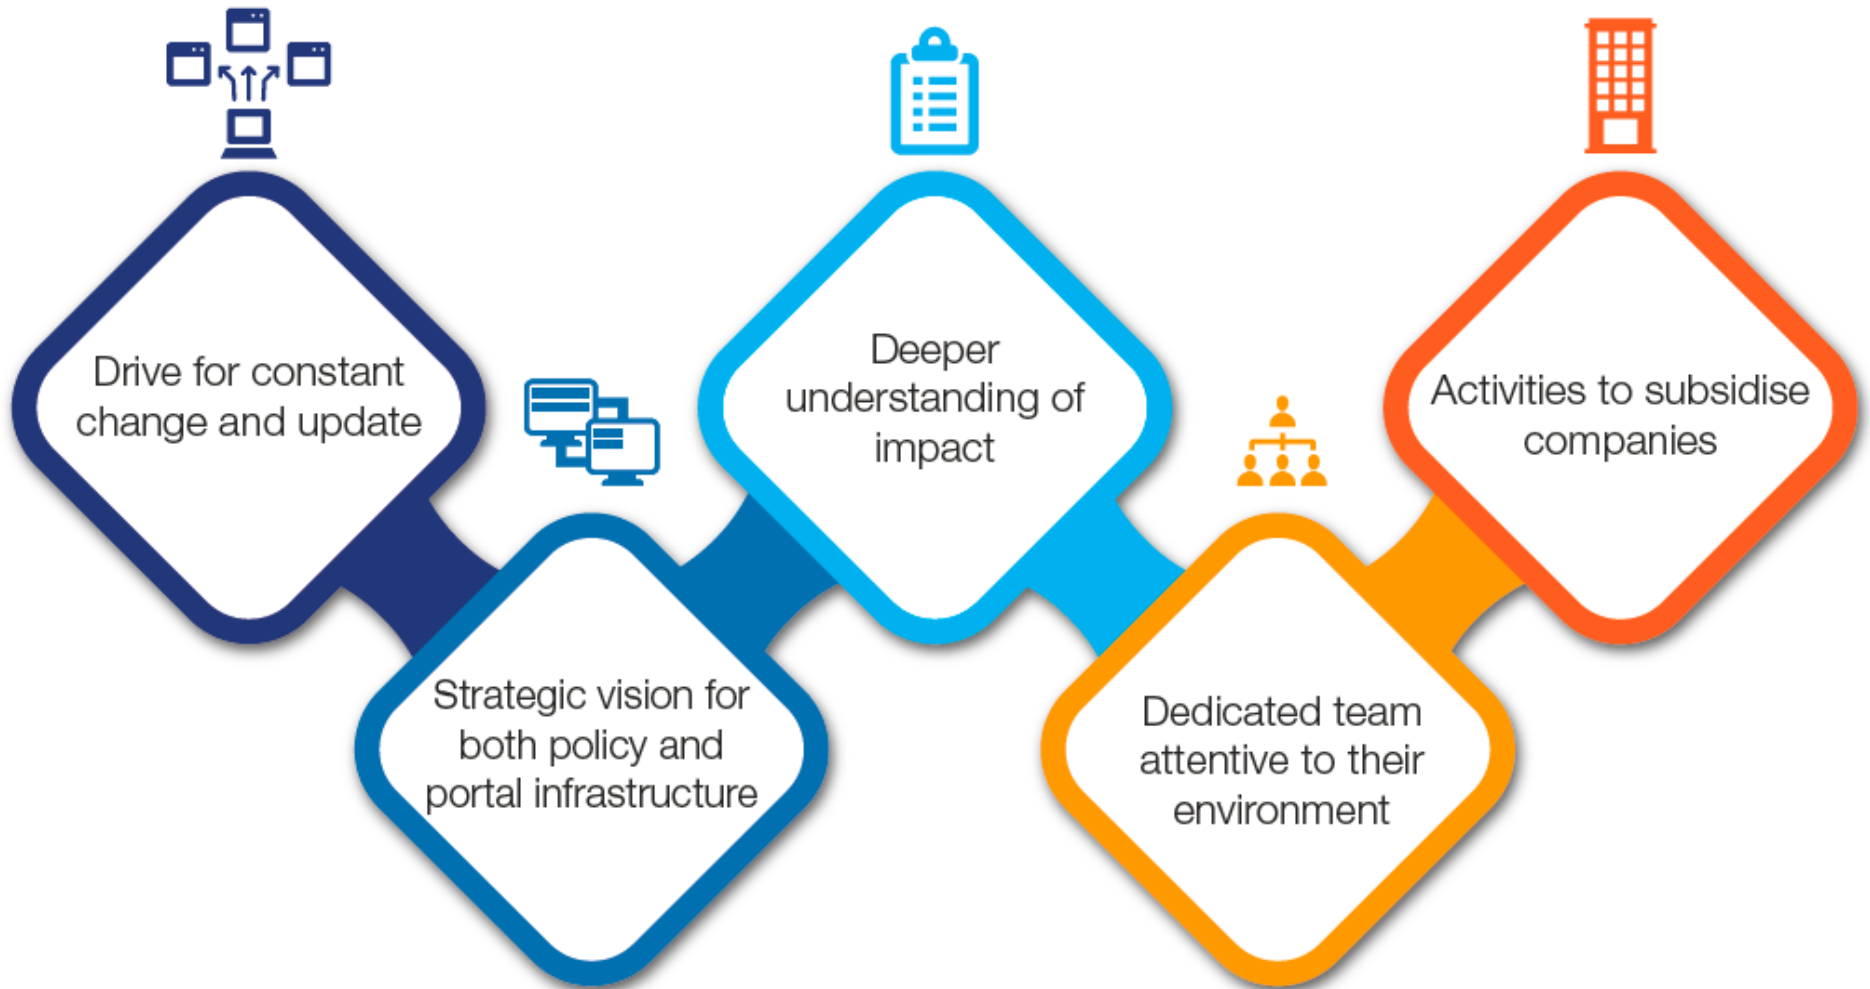 Drive for constant
change and update
Strategic vision for
both policy and
portal infrastructure
Deeper
understanding of
impact
Dedicated team
attentive to their
environment
Activities to subsidise
companies